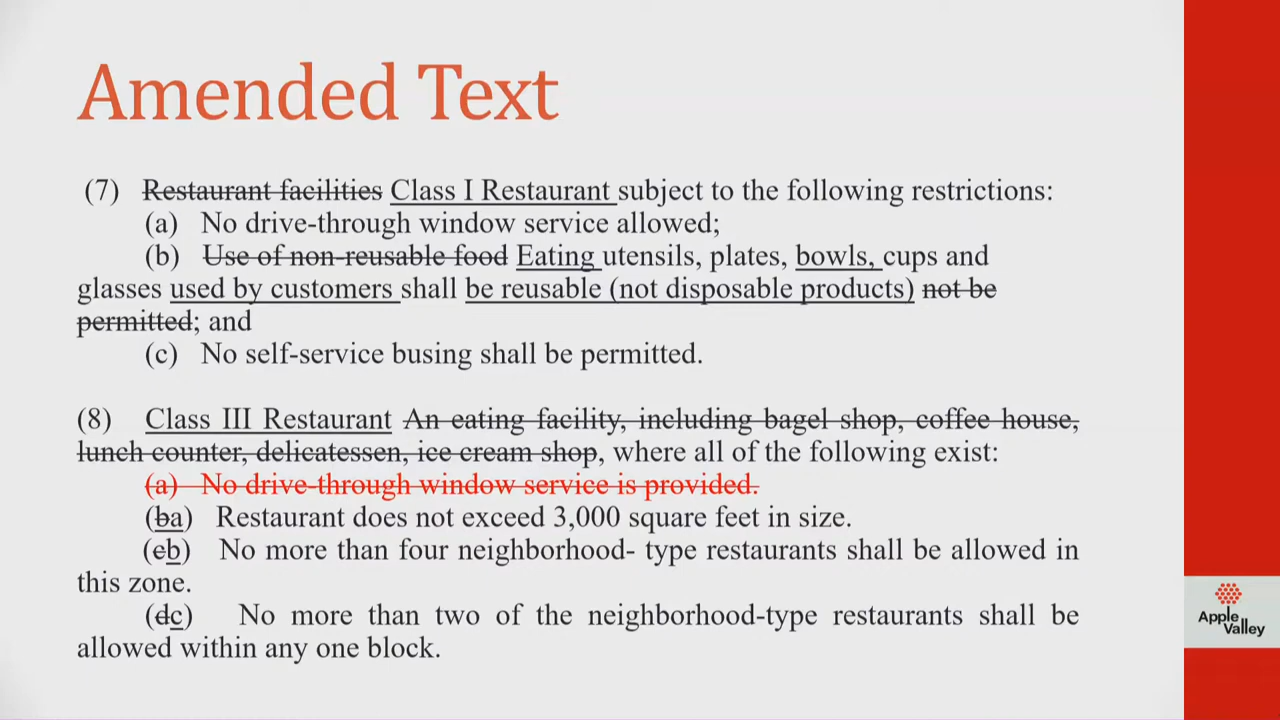 Amended Text
(7) Restaurant facilities Class I Restaurant subject to the following restrictions:
(a) No drive-through window service allowed;
(b) Use of non-reusable food Eating utensils, plates, bowls, cups and
glasses used by customers shall be reusable (not disposable products) not be
permitted; and
(c) No self-service busing shall be permitted.
(8) Class III Restaurant An eating facility, including bagel shop, coffee house,
lunch counter, delicatessen, ice cream shop, where all of the following exist:
(a) No drive-through window service is provided.
(ba) Restaurant does not exceed 3,000 square feet in size.
(cb) No more than four neighborhood- type restaurants shall be allowed in
this zone.
(dc) No more than two of the neighborhood-type restaurants shall be
allowed within any one block.
Apple
Valley